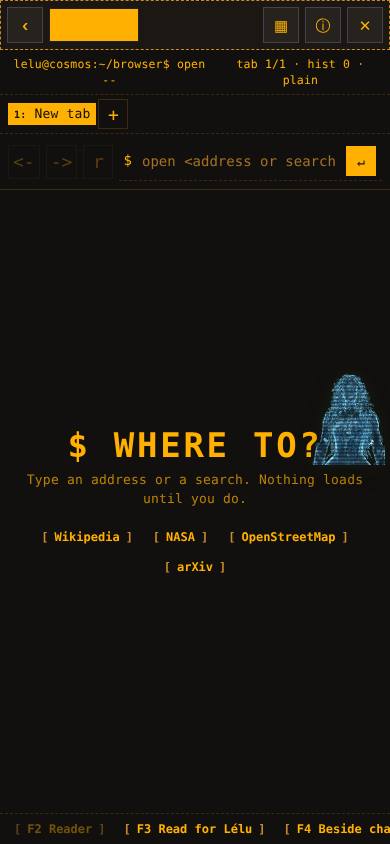 ‹ ▦ ⓘ ✕
lelu@cosmos:~/browser$ open -- tab 1/1 · hist 0 · plain
1: New tab +
<- -> r $ open <address or search ↵
$ WHERE TO?
Type an address or a search. Nothing loads
until you do.
[ Wikipedia ] [ NASA ] [ OpenStreetMap ]
[ arXiv ]
[ F2 Reader ] [ F3 Read for Lélu ] [ F4 Beside cha